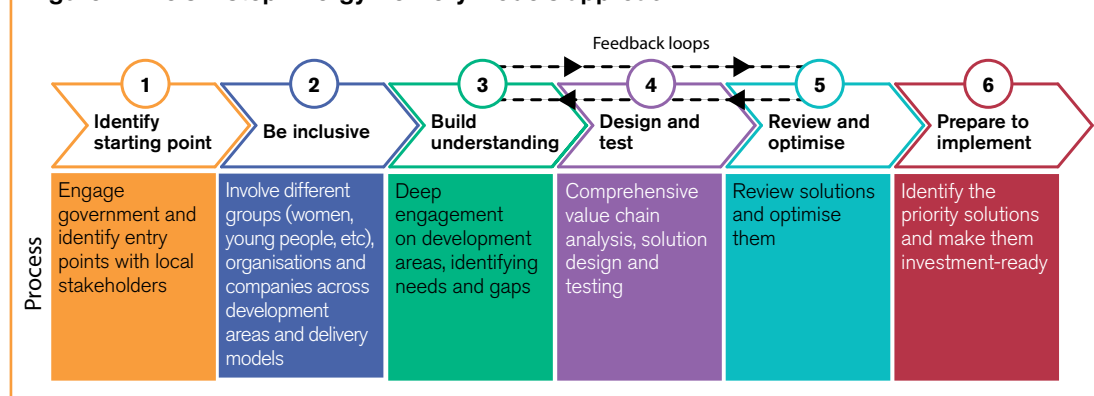 Feedback loops
1
2
3
4
5
6
Identify
starting point
Be inclusive
Build
understanding
Design and
test
Review and
optimise
Prepare to
implement
Process
Engage
government and
identify entry
points with local
stakeholders
Involve different
groups (women,
young people, etc),
organisations and
companies across
development
areas and delivery
models
Deep
engagement
on development
areas, identifying
needs and gaps
Comprehensive
value chain
analysis, solution
design and
testing
Review solutions
and optimise
them
Identify the
priority solutions
and make them
investment-ready